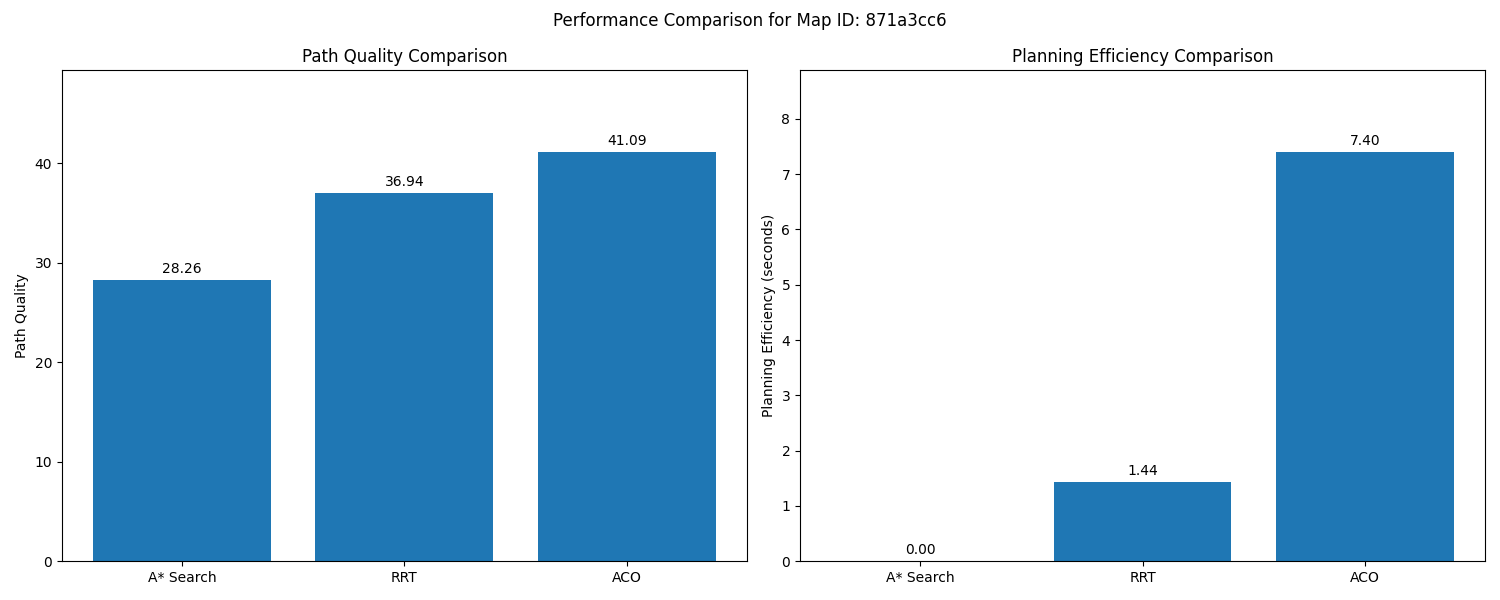 Performance Comparison for Map ID: 871a3cc6
Path Quality Comparison
Path Quality
40
30
20
10
0
28.26
36.94
41.09
A* Search
RRT
ACO
Planning Efficiency Comparison
Planning Efficiency (seconds)
8
7
6
5
4
3
2
1
0
0.00
1.44
7.40
A* Search
RRT
ACO